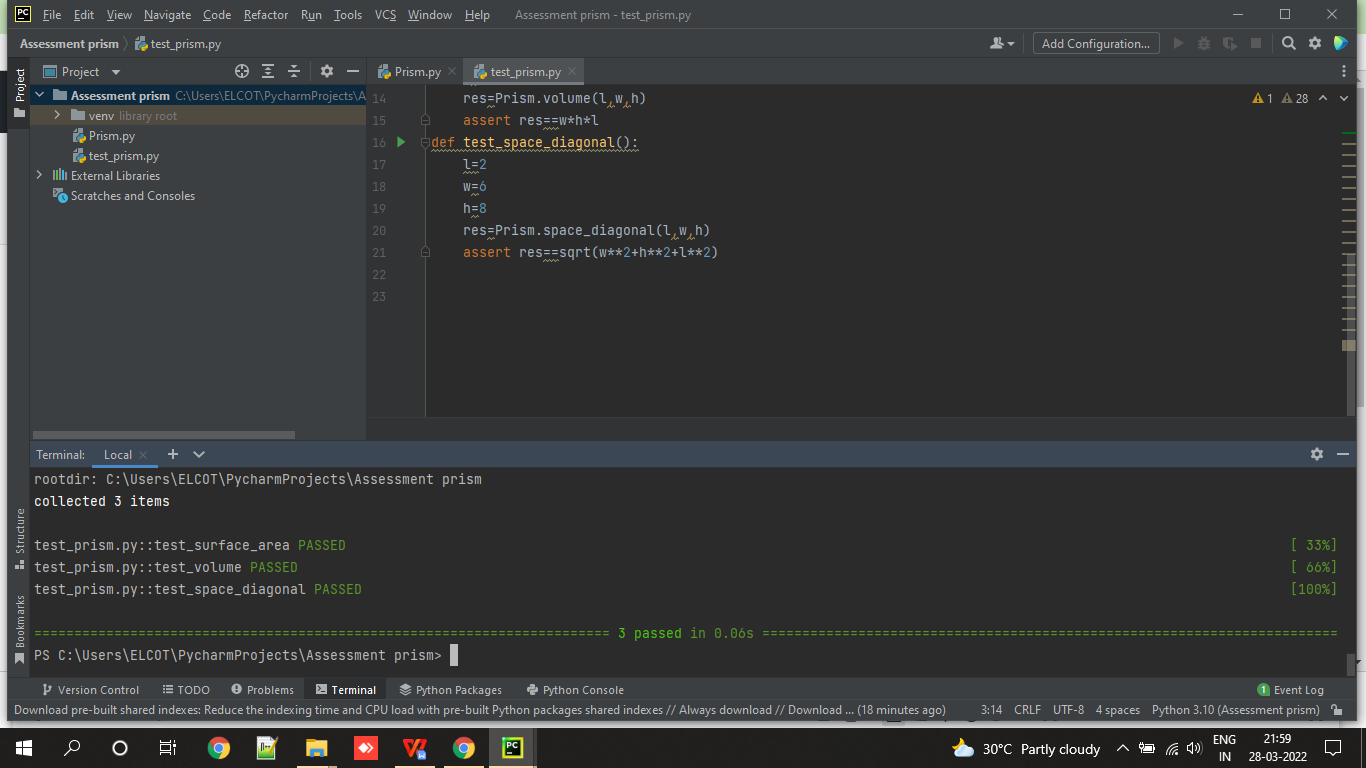 PC File Edit View Navigate Code Refactor Run Tools VCS Window Help Assessment prism - test_prism.py
Assessment prism test_prism.py Add Configuration...
Project Project Prism.py test_prism.py
Assessment prism C:\Users\ELCOT\PycharmProjects\A
venv library root
Prism.py
test_prism.py
External Libraries
Scratches and Consoles
1 28
14 res=Prism.volume(l,w,h)
15 assert res==w*h*l
16 def test_space_diagonal():
17 l=2
18 w=6
19 h=8
20 res=Prism.space_diagonal(l,w,h)
21 assert res==sqrt(w**2+h**2+l**2)
22
23
Terminal: Local
rootdir: C:\Users\ELCOT\PycharmProjects\Assessment prism
collected 3 items
test_prism.py::test_surface_area PASSED [ 33%]
test_prism.py::test_volume PASSED [ 66%]
test_prism.py::test_space_diagonal PASSED [100%]
======================================================================== 3 passed in 0.06s ========================================================================
PS C:\Users\ELCOT\PycharmProjects\Assessment prism>
Structure
Bookmarks
Version Control TODO Problems Terminal Python Packages Python Console 1 Event Log
Download pre-built shared indexes: Reduce the indexing time and CPU load with pre-built Python packages shared indexes // Always download // Download ... (18 minutes ago) 3:14 CRLF UTF-8 4 spaces Python 3.10 (Assessment prism)
PC 30°C Partly cloudy ENG IN 21:59 28-03-2022